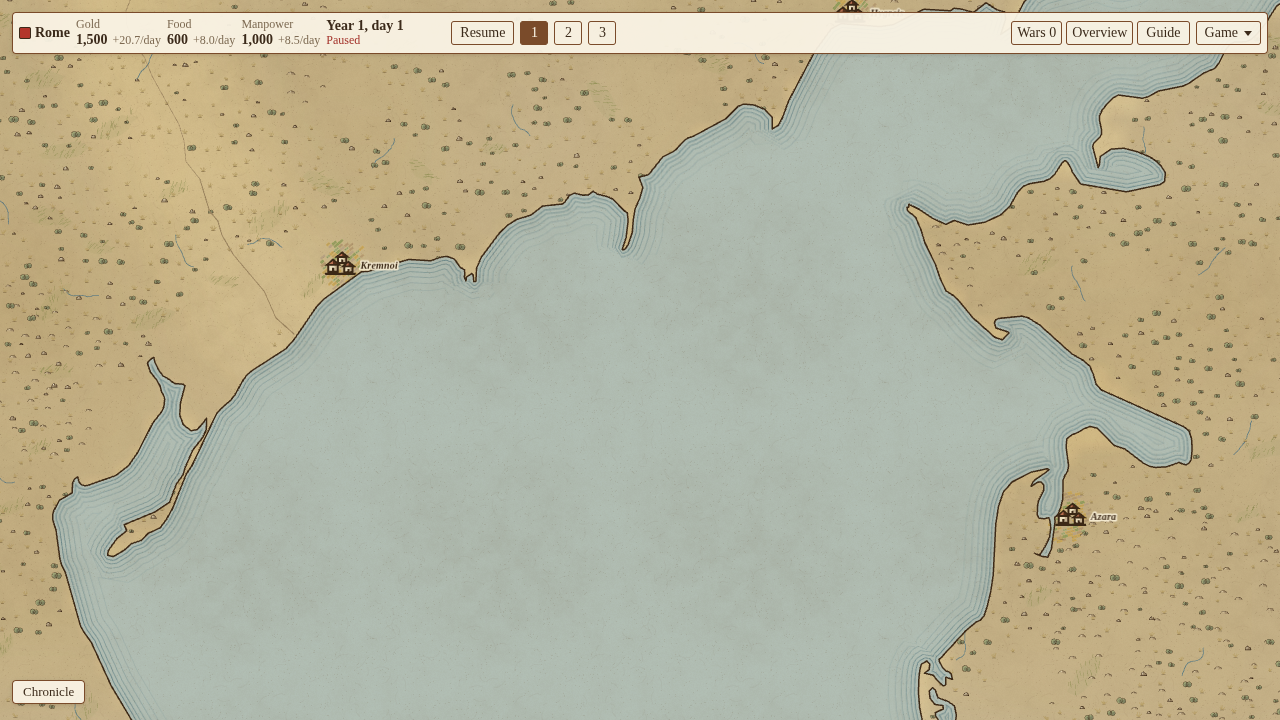 Rome
Gold
1,500 +20.7/day
Food
600 +8.0/day
Manpower
1,000 +8.5/day
Year 1, day 1
Paused
Resume
1
2
3
Wars 0
Overview
Guide
Game
Kremnoi
Azara
Chronicle